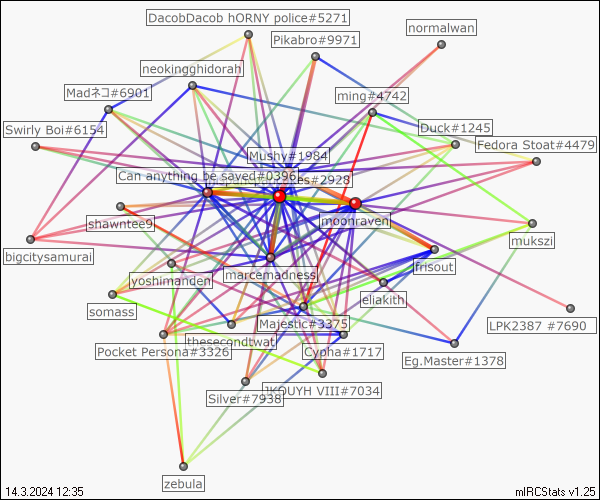 DacobDacob hORNY police#5271
normalwan
Pikabro#9971
neokingghidorah
Madネコ#6901
ming#4742
Swirly Boi#6154
Duck#1245
Fedora Stoat#4479
Mushy#1984
Can anything be saved#0396
#2928
shawntee9
moonraven
mukszi
bigcitysamurai
marcemadness
frisout
yoshimanden
eliakith
somass
Majestic#3375
LPK2387 #7690
thesecondtwat
Pocket Persona#3326
Cypha#1717
Eg.Master#1378
Silver#7938
JKOUYH VIII#7034
zebula
14.3.2024 12:35
mIRCStats v1.25